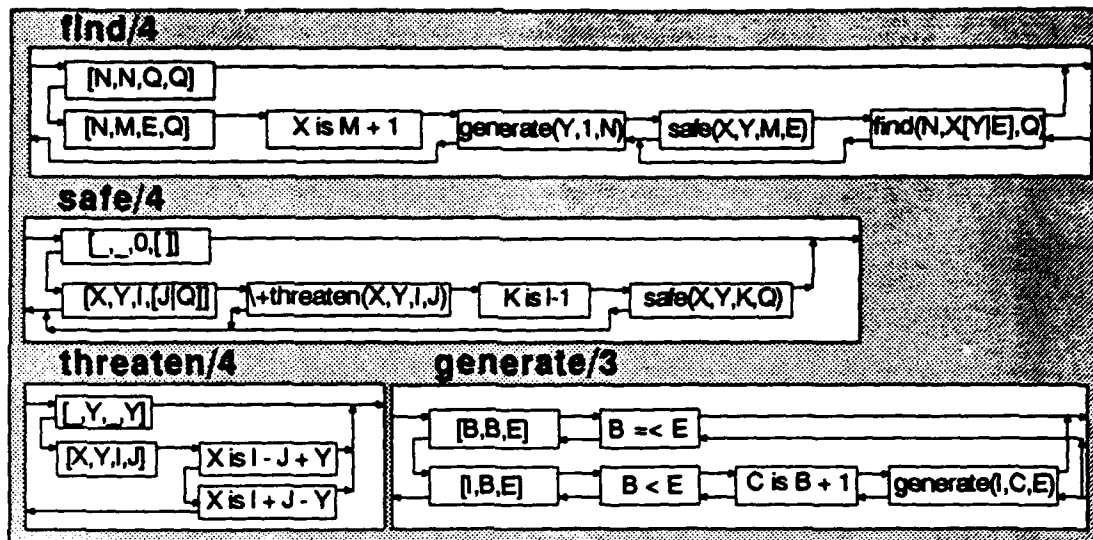 find/4
[N,N,Q,Q]
[N,M,E,Q] X is M + 1 generate(Y,1,N) safe(X,Y,M,E) find(N,X[Y|E],Q)
safe/4
[_,_,0,[]]
[X,Y,I,[J|Q]] \+threaten(X,Y,I,J) K is I-1 safe(X,Y,K,Q)
threaten/4
[_,Y,_,Y]
[X,Y,I,J] X is I - J + Y
X is I + J - Y
generate/3
[B,B,E] B =< E
[I,B,E] B < E C is B + 1 generate(I,C,E)